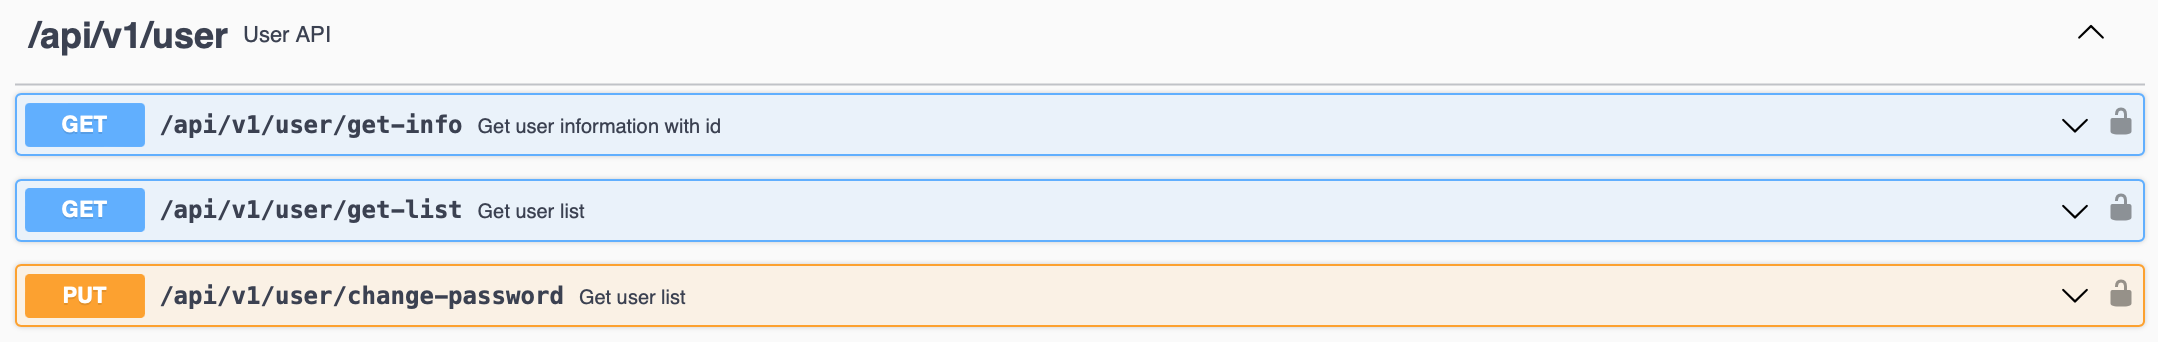 /api/v1/user User API
GET /api/v1/user/get-info Get user information with id
GET /api/v1/user/get-list Get user list
PUT /api/v1/user/change-password Get user list